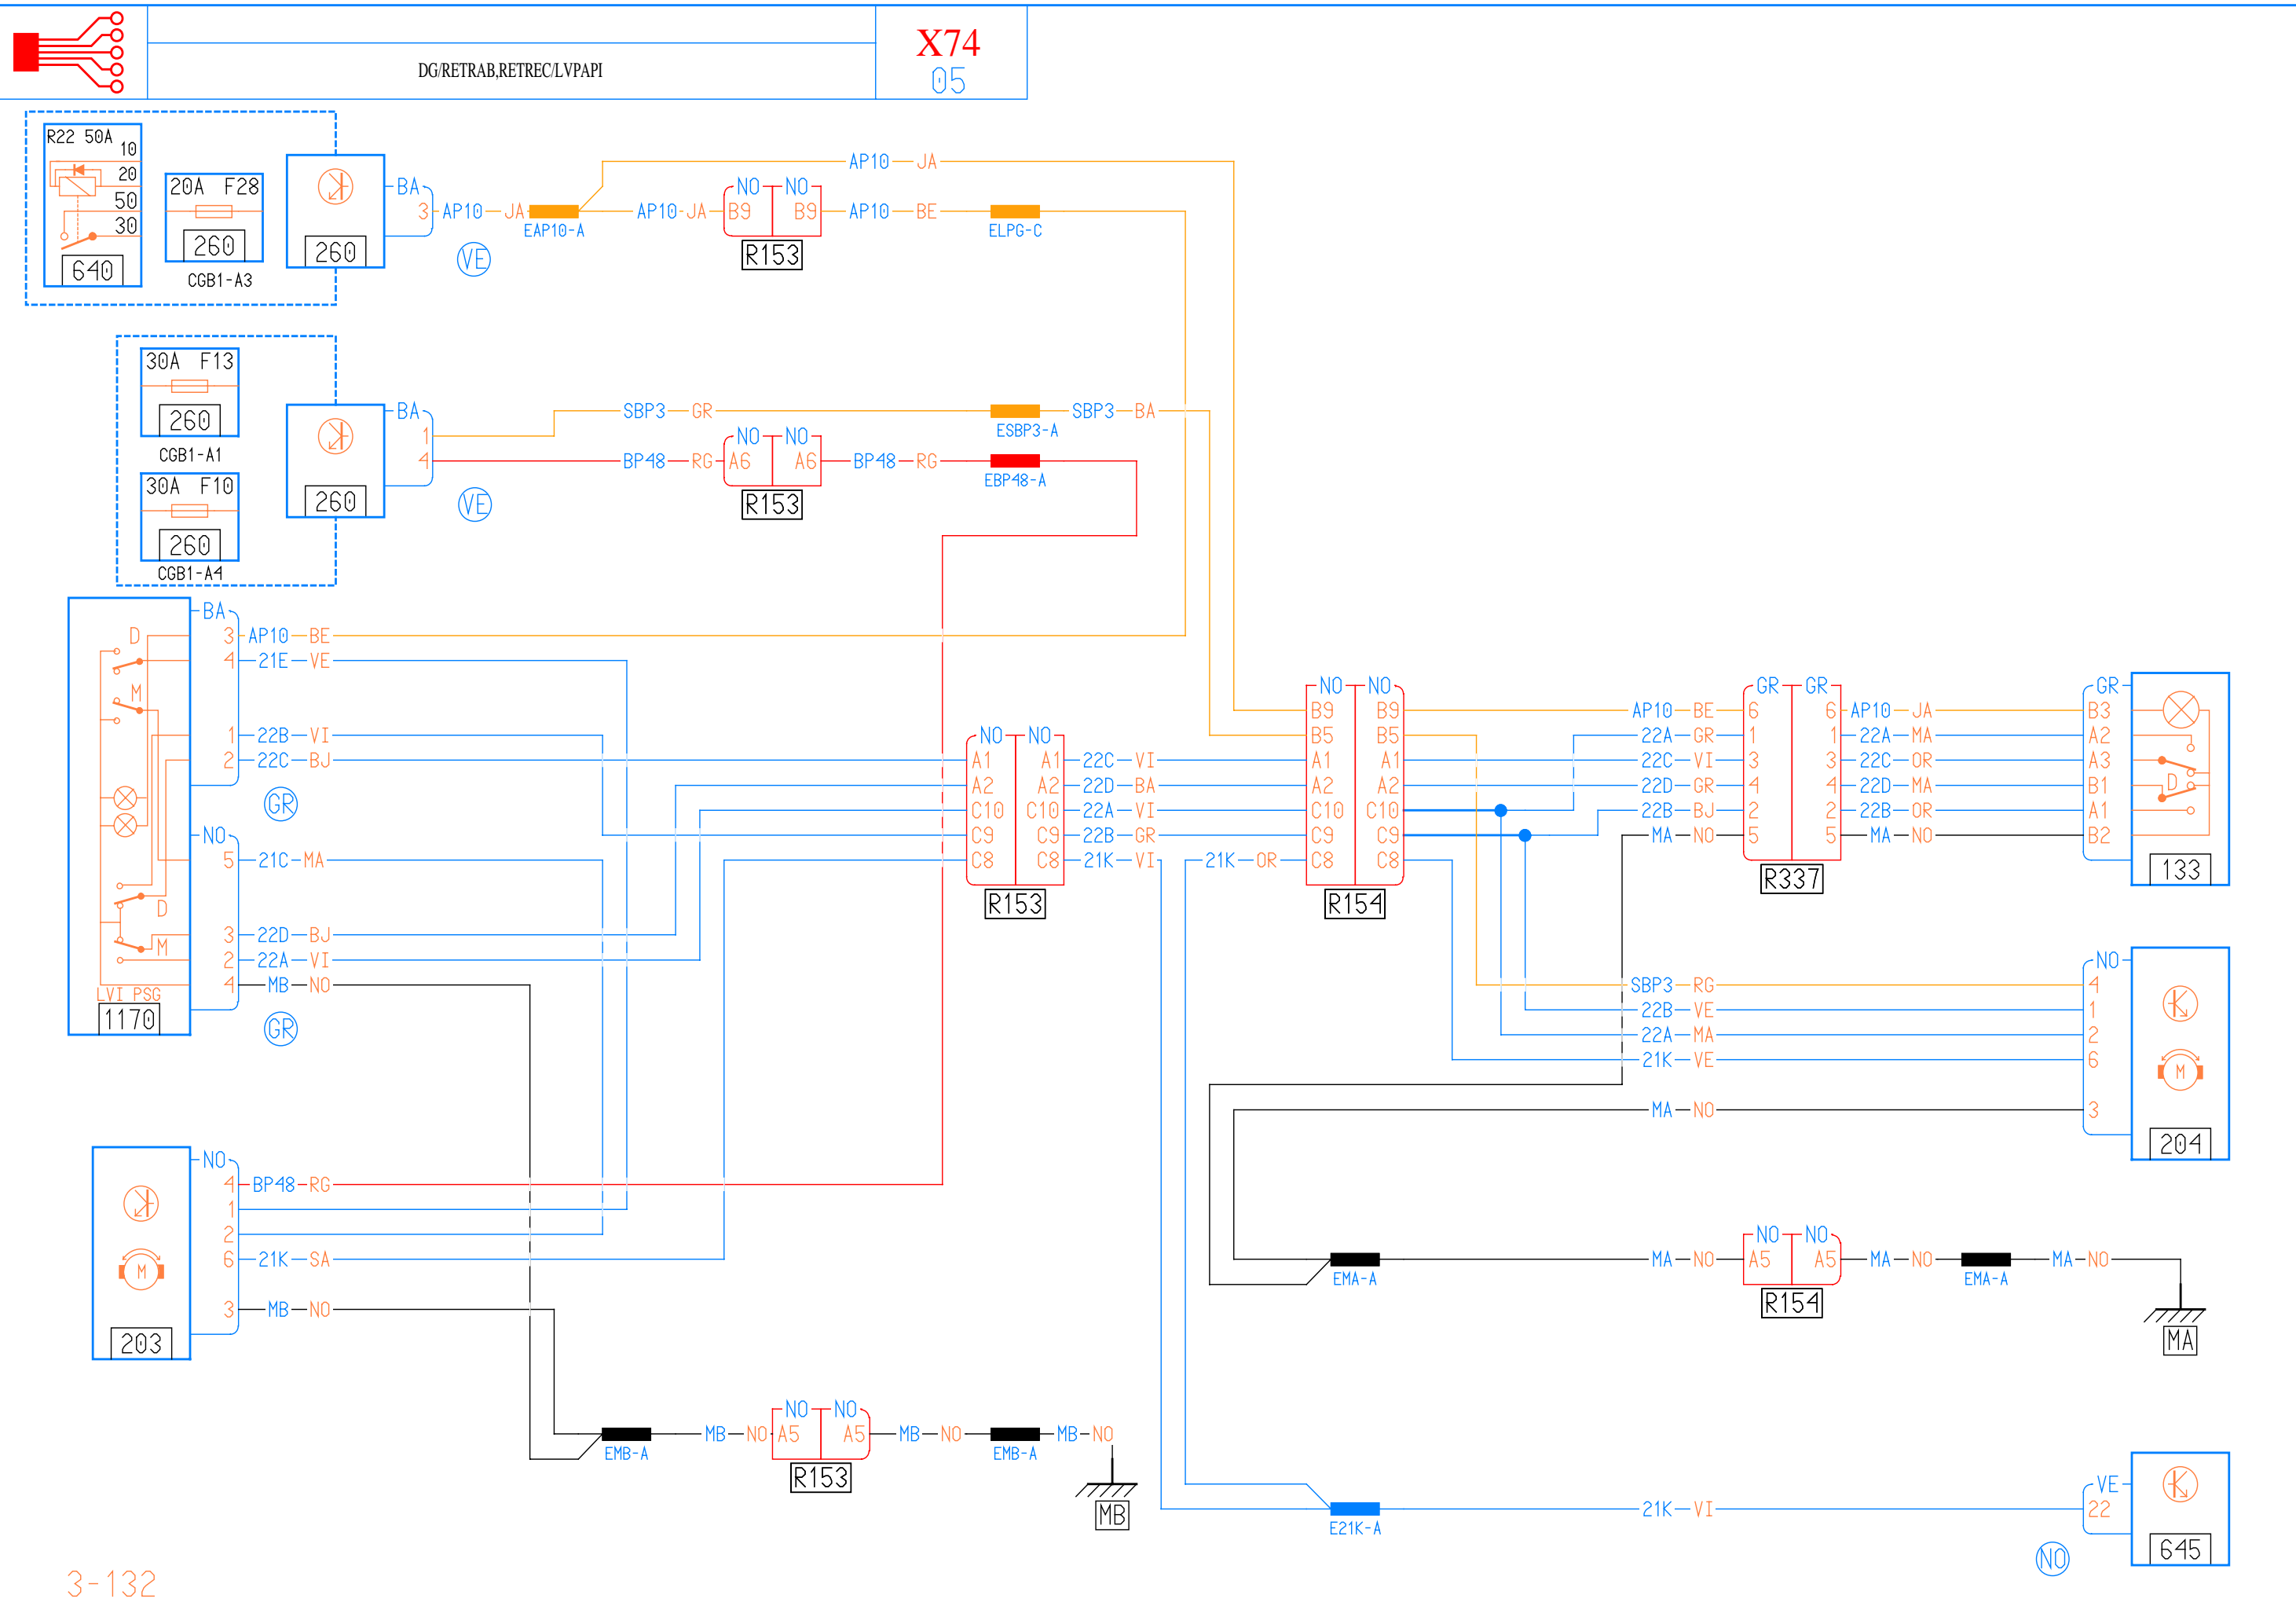 DG/RETRAB,RETREC/LVPAPI
X74
05
R22 50A
10
20
50
30
640
20A F28
260
CGB1-A3
260
BA
3 AP10 JA
VE
EAP10-A
AP10 JA
AP10 JA
NO NO
B9 B9
R153
AP10 BE
ELPG-C
30A F13
260
CGB1-A1
30A F10
260
CGB1-A4
260
BA
1
4
VE
SBP3 GR
ESBP3-A
SBP3 BA
BP48 RG
NO NO
A6 A6
R153
BP48 RG
EBP48-A
BA
D
3 AP10 BE
4 21E VE
M
1 22B VI
2 22C BJ
GR
NO
5 21C MA
D
3 22D BJ
M
2 22A VI
4 MB NO
LVI PSG
1170
GR
NO NO
A1 A1 22C VI
A2 A2 22D BA
C10 C10 22A VI
C9 C9 22B GR
C8 C8 21K VI
R153
21K OR
NO NO
B9 B9
B5 B5
A1 A1
A2 A2
C10 C10
C9 C9
C8 C8
R154
AP10 BE
22A GR
22C VI
22D GR
22B BJ
MA NO
GR GR
6 6 AP10 JA
1 1 22A MA
3 3 22C OR
4 4 22D MA
2 2 22B OR
5 5 MA NO
R337
GR
B3
A2
A3
B1
A1
B2
D
133
SBP3 RG
22B VE
22A MA
21K VE
MA NO
NO
4
1
2
6
3
M
204
NO
4 BP48 RG
1
2
6 21K SA
3 MB NO
M
203
EMA-A
MA NO
NO NO
A5 A5
R154
MA NO
EMA-A
MA NO
MA
EMB-A
MB NO
NO NO
A5 A5
R153
MB NO
EMB-A
MB NO
MB
E21K-A
21K VI
VE
22
NO
645
3-132